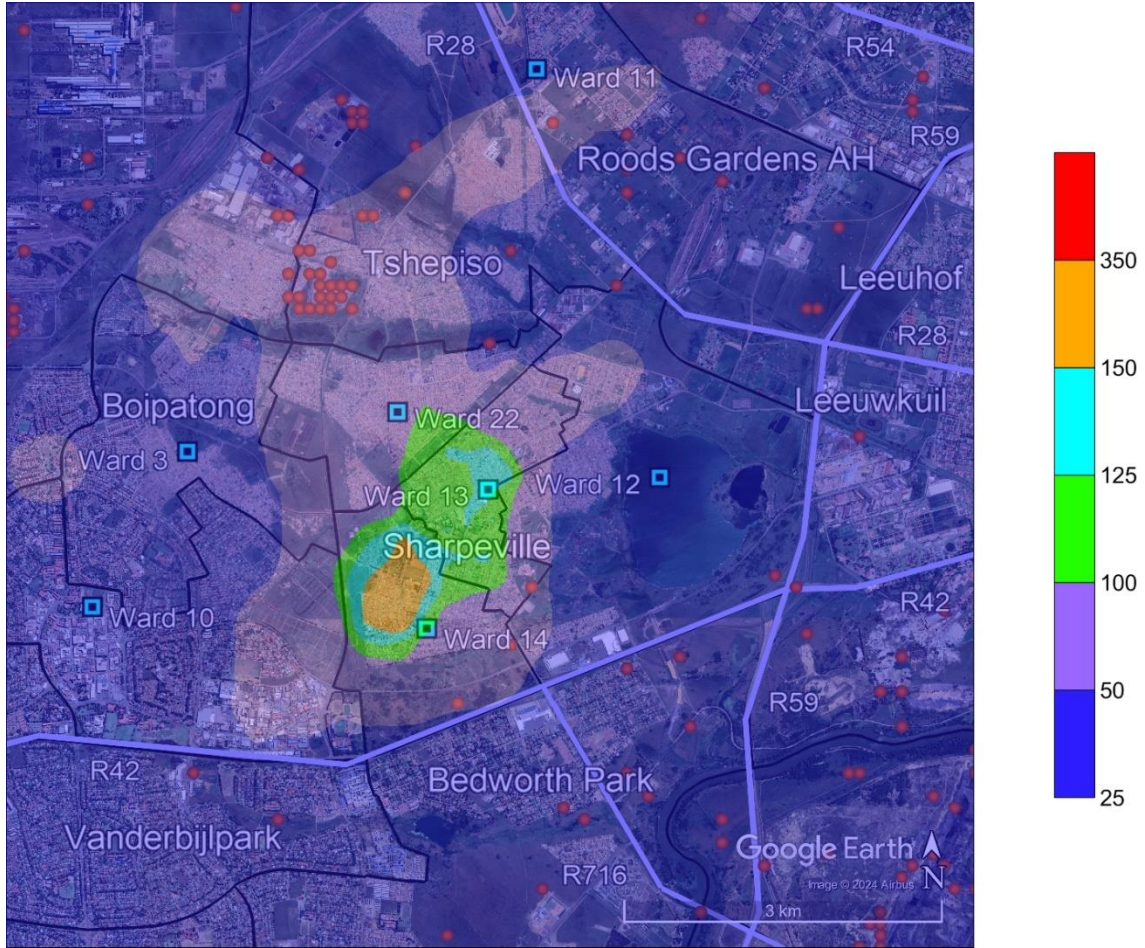 R28
R54
Ward 11
R59
Roods Gardens AH
Tshepiso
Leeuhof
R28
Boipatong
Ward 22
Leeuwkuil
Ward 3
Ward 13
Ward 12
Sharpeville
Ward 10
Ward 14
R42
R59
R42
Bedworth Park
Vanderbijlpark
Google Earth
R716
Image © 2024 Airbus
N
3 km
350
150
125
100
50
25